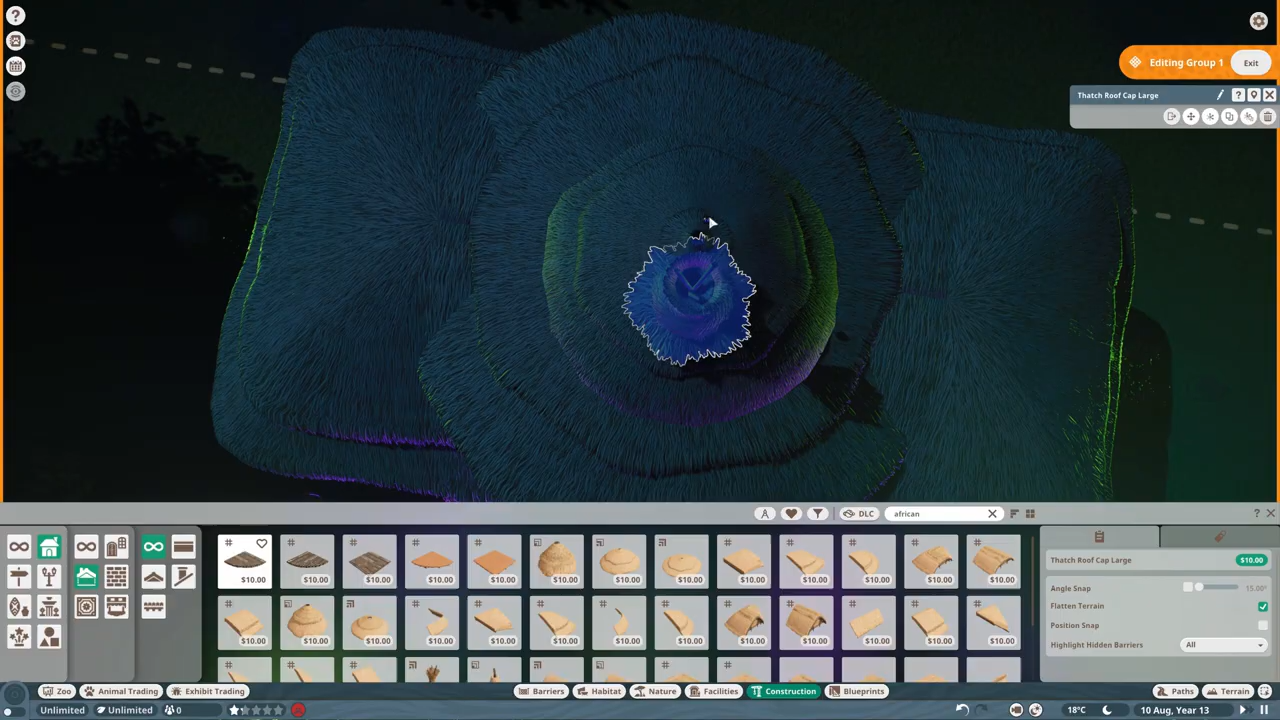 ?
Editing Group 1
Exit
Thatch Roof Cap Large
?
DLC
african
?
$10.00 $10.00 $10.00 $10.00 $10.00 $10.00 $10.00 $10.00 $10.00 $10.00 $10.00 $10.00 $10.00
$10.00 $10.00 $10.00 $10.00 $10.00 $10.00 $10.00 $10.00 $10.00 $10.00 $10.00 $10.00 $10.00
Thatch Roof Cap Large
$10.00
Angle Snap
15.00°
Flatten Terrain
Position Snap
Highlight Hidden Barriers
All
Zoo
Animal Trading
Exhibit Trading
Barriers
Habitat
Nature
Facilities
Construction
Blueprints
Paths
Terrain
Unlimited
Unlimited
0
18°C
10 Aug, Year 13